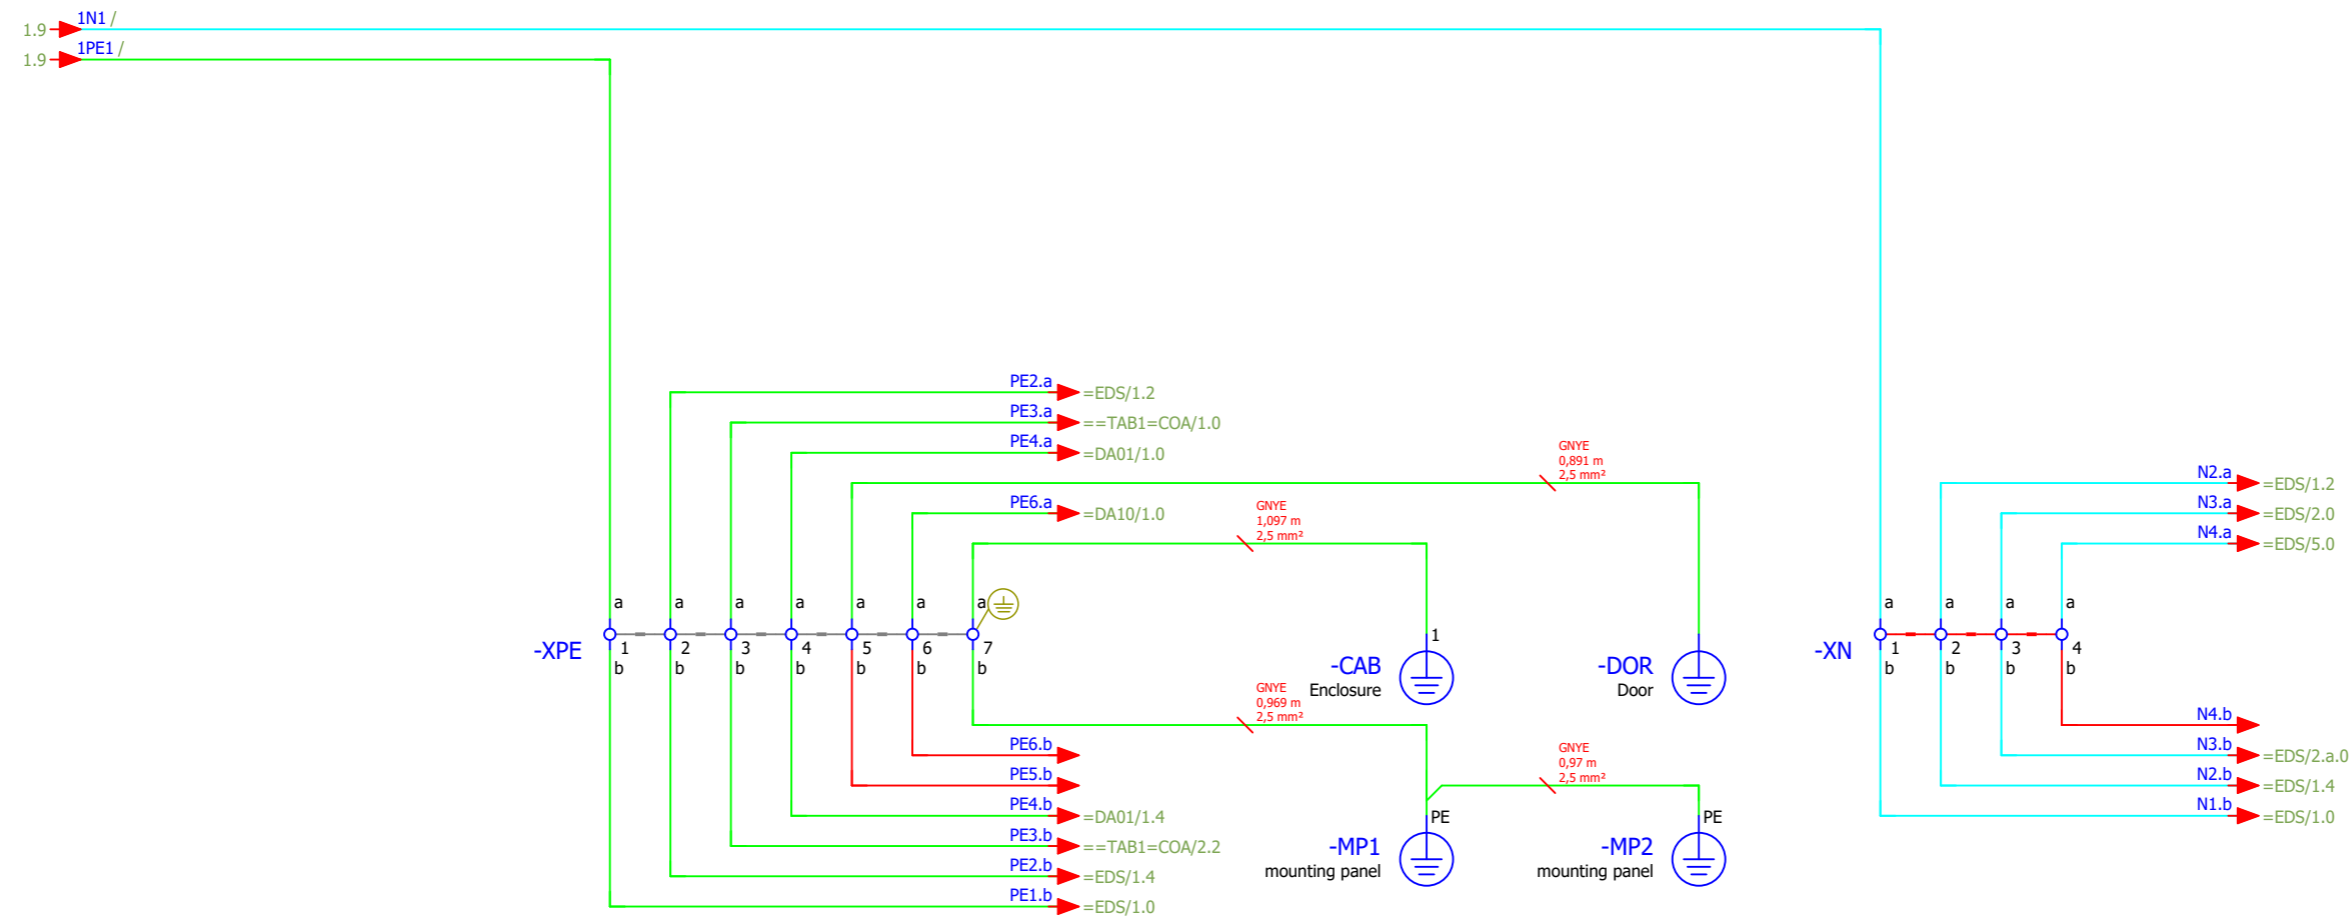 1N1 /
1.9
1PE1 /
1.9
PE2.a
=EDS/1.2
PE3.a
==TAB1=COA/1.0
PE4.a
=DA01/1.0
GNYE
0,891 m
2,5 mm²
PE6.a
=DA10/1.0
GNYE
1,097 m
2,5 mm²
N2.a
=EDS/1.2
N3.a
=EDS/2.0
N4.a
=EDS/5.0
a a a a a a a
-XPE
1 2 3 4 5 6 7
b b b b b b b
1
-CAB
Enclosure
-DOR
Door
a a a a
-XN
1 2 3 4
b b b b
GNYE
0,969 m
2,5 mm²
PE6.b
PE5.b
PE4.b
=DA01/1.4
PE3.b
==TAB1=COA/2.2
PE2.b
=EDS/1.4
PE1.b
=EDS/1.0
GNYE
0,97 m
2,5 mm²
PE
-MP1
mounting panel
PE
-MP2
mounting panel
N4.b
N3.b
=EDS/2.a.0
N2.b
=EDS/1.4
N1.b
=EDS/1.0